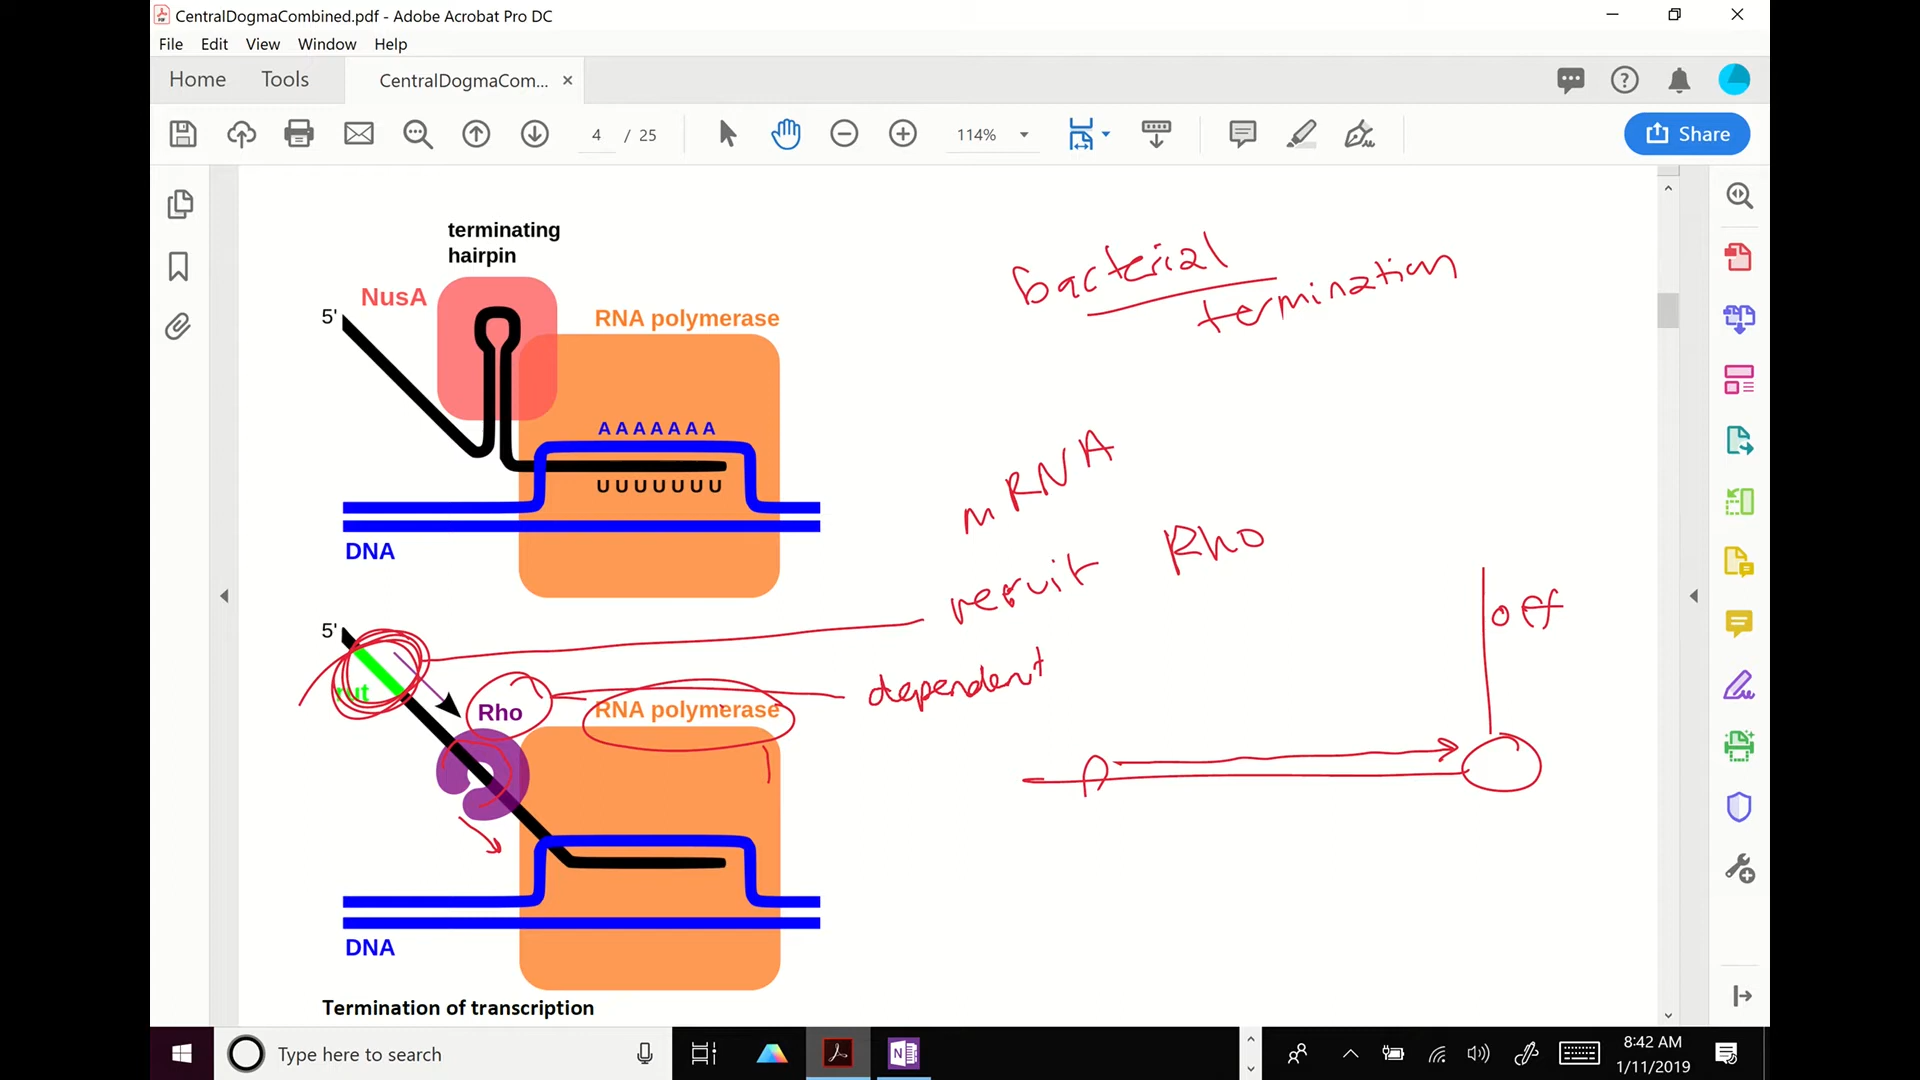 CentralDogmaCombined.pdf - Adobe Acrobat Pro DC
File Edit View Window Help
Home Tools CentralDogmaCom... ×
4 / 25 114% Share
terminating
hairpin
NusA
5'
RNA polymerase
AAAAAAA
UUUUUUU
DNA
bacterial
termination
mRNA
recruit Rho
off
5'
rut
Rho
RNA polymerase
dependent
DNA
Termination of transcription
Type here to search
8:42 AM
1/11/2019